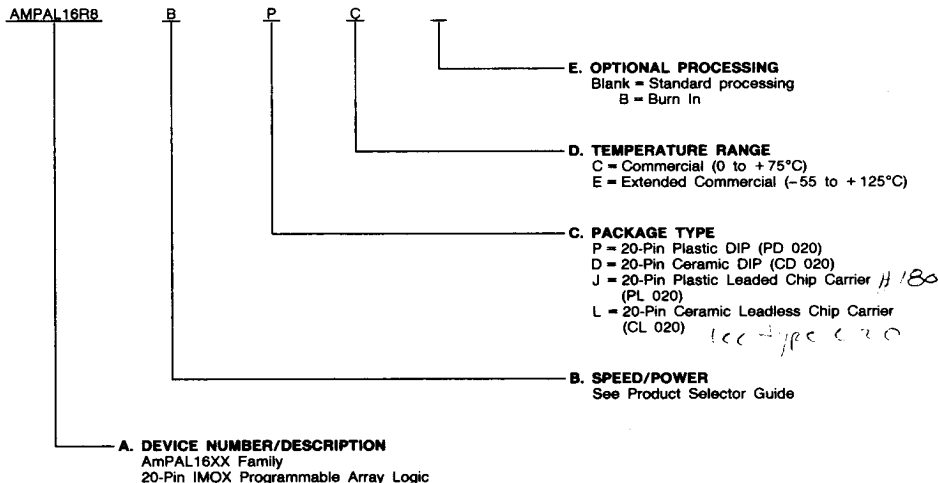 AMPAL16R8 B P C
E. OPTIONAL PROCESSING
Blank = Standard processing
B = Burn In
D. TEMPERATURE RANGE
C = Commercial (0 to +75°C)
E = Extended Commercial (−55 to +125°C)
C. PACKAGE TYPE
P = 20-Pin Plastic DIP (PD 020)
D = 20-Pin Ceramic DIP (CD 020)
J = 20-Pin Plastic Leaded Chip Carrier
(PL 020)
L = 20-Pin Ceramic Leadless Chip Carrier
(CL 020)
B. SPEED/POWER
See Product Selector Guide
A. DEVICE NUMBER/DESCRIPTION
AmPAL16XX Family
20-Pin IMOX Programmable Array Logic